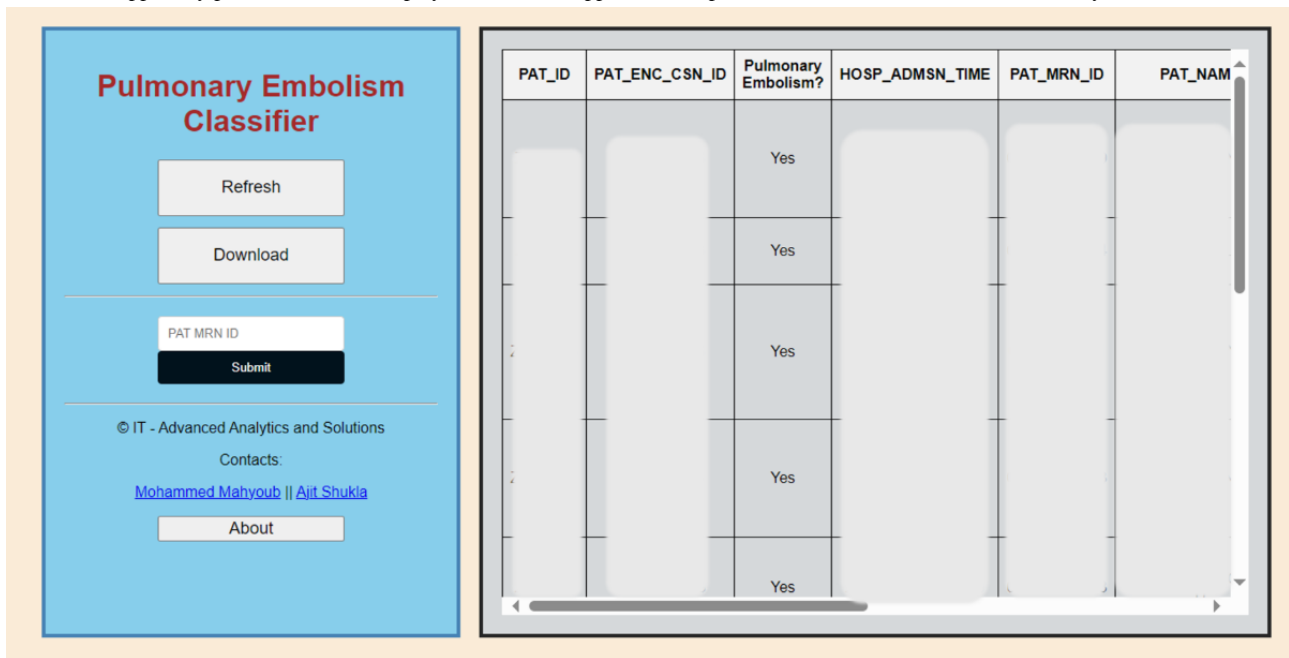 Pulmonary Embolism
Classifier
Refresh
Download
PAT MRN ID
Submit
© IT - Advanced Analytics and Solutions
Contacts:
Mohammed Mahyoub || Ajit Shukla
About
PAT_ID PAT_ENC_CSN_ID Pulmonary Embolism? HOSP_ADMSN_TIME PAT_MRN_ID PAT_NAM
Yes
Yes
Yes
Yes
Yes